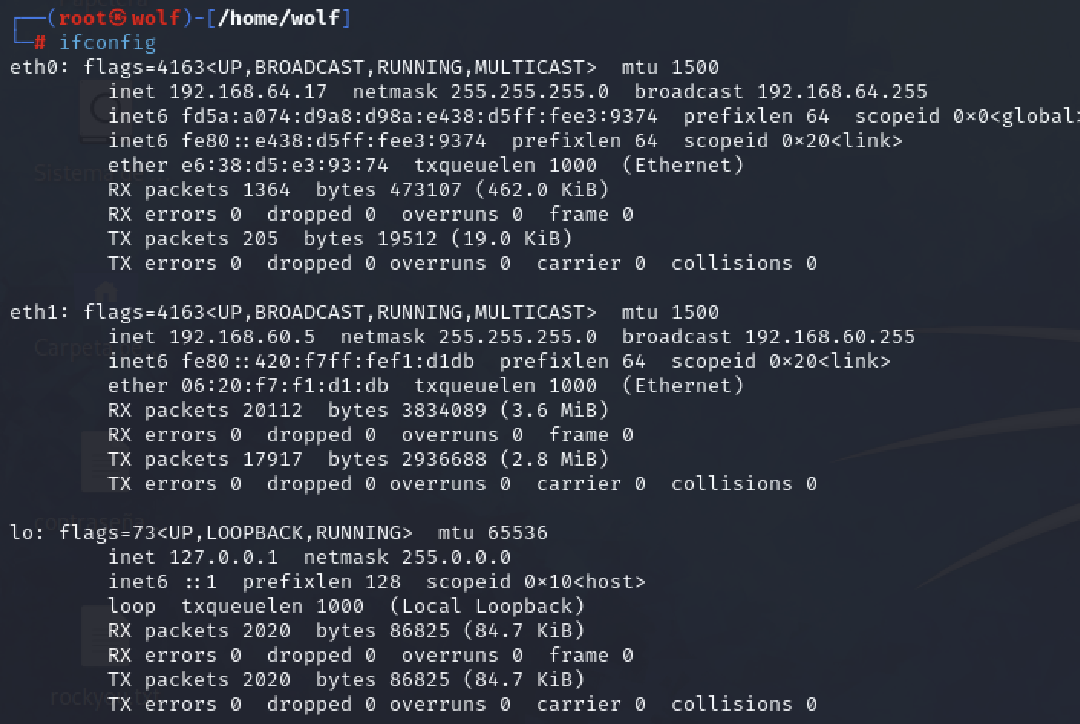 ┌──(root㉿wolf)-[/home/wolf]
└─# ifconfig
eth0: flags=4163<UP,BROADCAST,RUNNING,MULTICAST>  mtu 1500
        inet 192.168.64.17  netmask 255.255.255.0  broadcast 192.168.64.255
        inet6 fd5a:a074:d9a8:d98a:e438:d5ff:fee3:9374  prefixlen 64  scopeid 0×0<global>
        inet6 fe80::e438:d5ff:fee3:9374  prefixlen 64  scopeid 0×20<link>
        ether e6:38:d5:e3:93:74  txqueuelen 1000  (Ethernet)
        RX packets 1364  bytes 473107 (462.0 KiB)
        RX errors 0  dropped 0  overruns 0  frame 0
        TX packets 205  bytes 19512 (19.0 KiB)
        TX errors 0  dropped 0 overruns 0  carrier 0  collisions 0

eth1: flags=4163<UP,BROADCAST,RUNNING,MULTICAST>  mtu 1500
        inet 192.168.60.5  netmask 255.255.255.0  broadcast 192.168.60.255
        inet6 fe80::420:f7ff:fef1:d1db  prefixlen 64  scopeid 0×20<link>
        ether 06:20:f7:f1:d1:db  txqueuelen 1000  (Ethernet)
        RX packets 20112  bytes 3834089 (3.6 MiB)
        RX errors 0  dropped 0  overruns 0  frame 0
        TX packets 17917  bytes 2936688 (2.8 MiB)
        TX errors 0  dropped 0 overruns 0  carrier 0  collisions 0

lo: flags=73<UP,LOOPBACK,RUNNING>  mtu 65536
        inet 127.0.0.1  netmask 255.0.0.0
        inet6 ::1  prefixlen 128  scopeid 0×10<host>
        loop  txqueuelen 1000  (Local Loopback)
        RX packets 2020  bytes 86825 (84.7 KiB)
        RX errors 0  dropped 0  overruns 0  frame 0
        TX packets 2020  bytes 86825 (84.7 KiB)
        TX errors 0  dropped 0 overruns 0  carrier 0  collisions 0